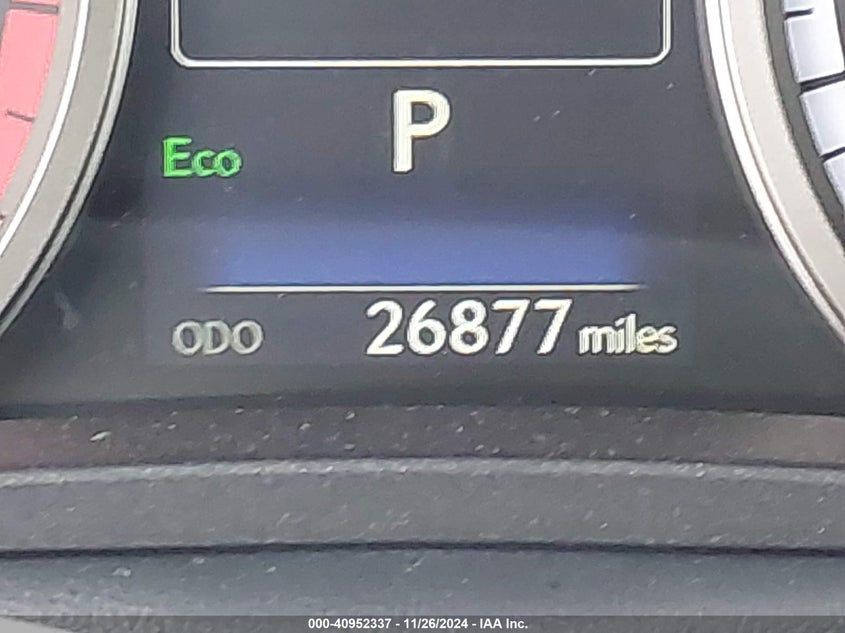 P
Eco
ODO 26877 miles
000-40952337 - 11/26/2024 - IAA Inc.